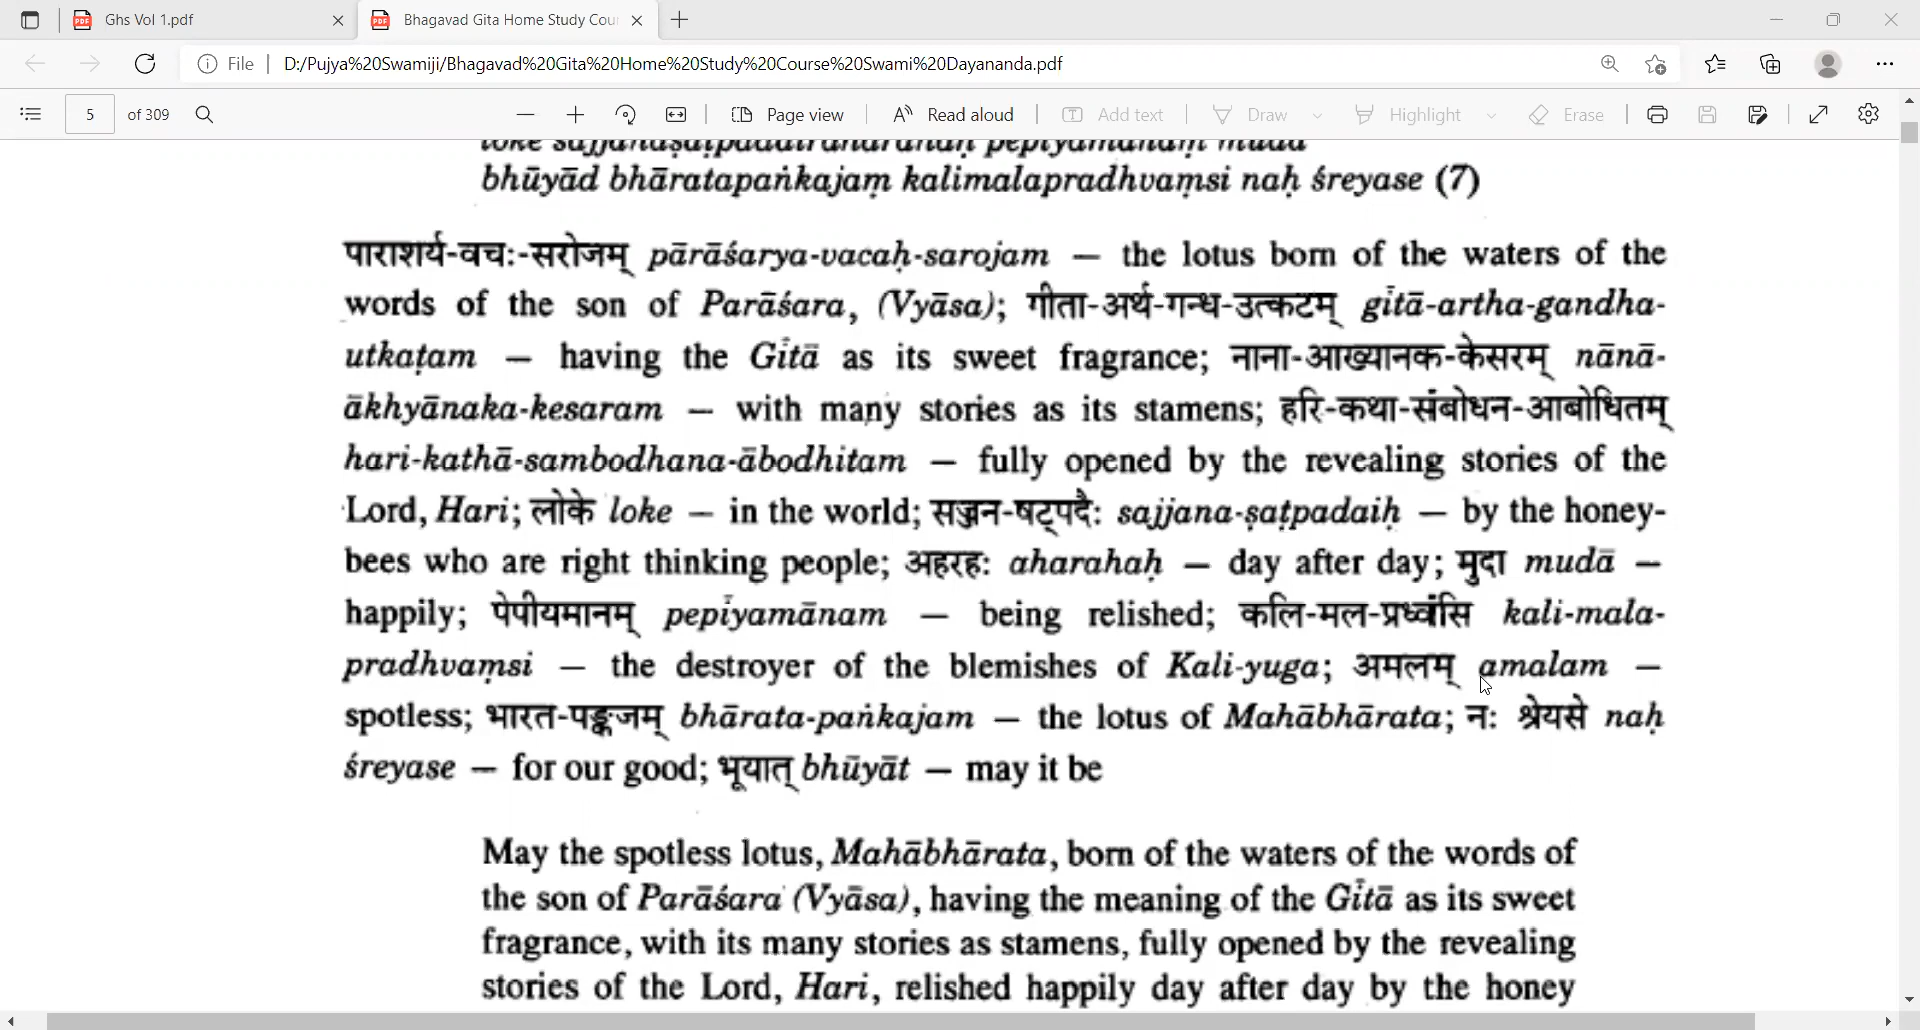 Ghs Vol 1.pdf
Bhagavad Gita Home Study Cou
File D:/Pujya%20Swamiji/Bhagavad%20Gita%20Home%20Study%20Course%20Swami%20Dayananda.pdf
5 of 309 Page view Read aloud Add text Draw Highlight Erase
bhūyād bhāratapaṅkajaṃ kalimalapradhvaṃsi naḥ śreyase (7)
पाराशर्य-वचः-सरोजम् pārāśarya-vacaḥ-sarojam — the lotus born of the waters of the
words of the son of Parāśara, (Vyāsa); गीता-अर्थ-गन्ध-उत्कटम् gītā-artha-gandha-
utkaṭam — having the Gītā as its sweet fragrance; नाना-आख्यानक-केसरम् nānā-
ākhyānaka-kesaram — with many stories as its stamens; हरि-कथा-संबोधन-आबोधितम्
hari-kathā-sambodhana-ābodhitam — fully opened by the revealing stories of the
Lord, Hari; लोके loke — in the world; सज्जन-षट्पदैः sajjana-ṣaṭpadaiḥ — by the honey-
bees who are right thinking people; अहरहः aharahaḥ — day after day; मुदा mudā —
happily; पेपीयमानम् pepīyamānam — being relished; कलि-मल-प्रध्वंसि kali-mala-
pradhvaṃsi — the destroyer of the blemishes of Kali-yuga; अमलम् amalam —
spotless; भारत-पङ्कजम् bhārata-paṅkajam — the lotus of Mahābhārata; नः श्रेयसे naḥ
śreyase — for our good; भूयात् bhūyāt — may it be
May the spotless lotus, Mahābhārata, born of the waters of the words of
the son of Parāśara (Vyāsa), having the meaning of the Gītā as its sweet
fragrance, with its many stories as stamens, fully opened by the revealing
stories of the Lord, Hari, relished happily day after day by the honey